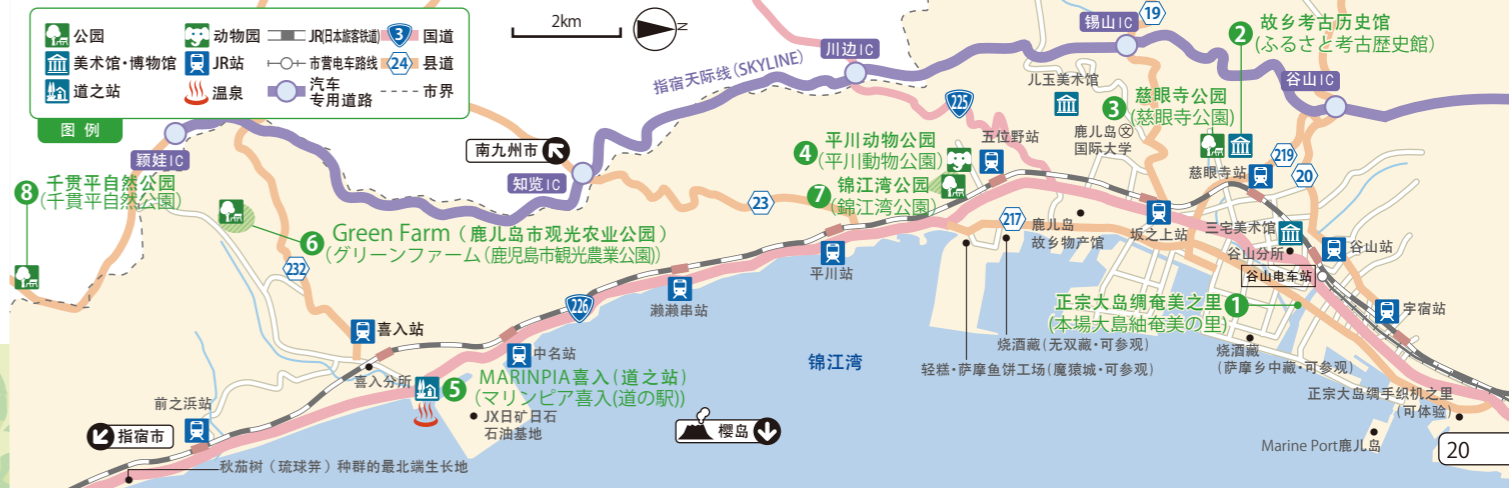 公园
动物园
JR(日本旅客铁道)
3
国道
美术馆・博物馆
JR站
市营电车路线
24
县道
道之站
温泉
汽车
专用道路
市界
图例
2km
N
颖娃IC
南九州市
知览IC
指宿天际线(SKYLINE)
川边IC
锡山IC
19
2
故乡考古历史馆
(ふるさと考古歴史館)
谷山IC
儿玉美术馆
3
慈眼寺公园
(慈眼寺公園)
225
鹿儿岛
文
国际大学
219
20
慈眼寺站
4
平川动物公园
(平川動物公園)
五位野站
7
锦江湾公园
(錦江湾公園)
23
217
鹿儿岛
故乡物产馆
坂之上站
三宅美术馆
谷山分所
谷山站
谷山电车站
8
千贯平自然公园
(千貫平自然公園)
6
Green Farm(鹿儿岛市观光农业公园)
(グリーンファーム(鹿児島市観光農業公園))
232
平川站
濑濑串站
226
1
正宗大岛绸奄美之里
(本場大島紬奄美の里)
宇宿站
喜入站
中名站
锦江湾
烧酒藏(无双藏・可参观)
轻糕・萨摩鱼饼工场(魔猿城・可参观)
烧酒藏
(萨摩乡中藏・可参观)
喜入分所
5
MARINPIA喜入(道之站)
(マリンピア喜入(道の駅))
正宗大岛绸手织机之里
(可体验)
前之浜站
JX日矿日石
石油基地
指宿市
樱岛
Marine Port鹿儿岛
20
秋茄树(琉球笄)种群的最北端生长地